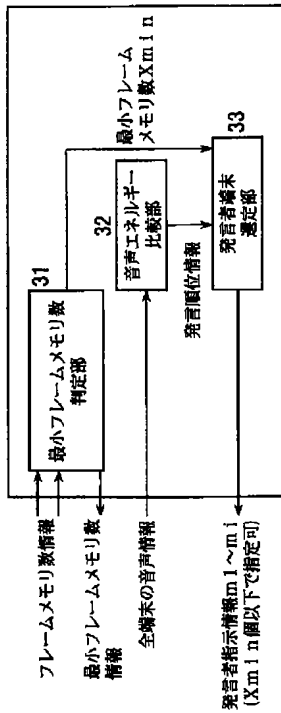 フレームメモリ数情報
最小フレームメモリ数
情報
31
最小フレームメモリ数
判定部
最小フレーム
メモリ数Xmin
全端末の音声情報
32
音声エネルギー
比較部
発言順位情報
33
発言者端末
選定部
発言者指示情報m1~mi
(Xmin個以下で指定可)